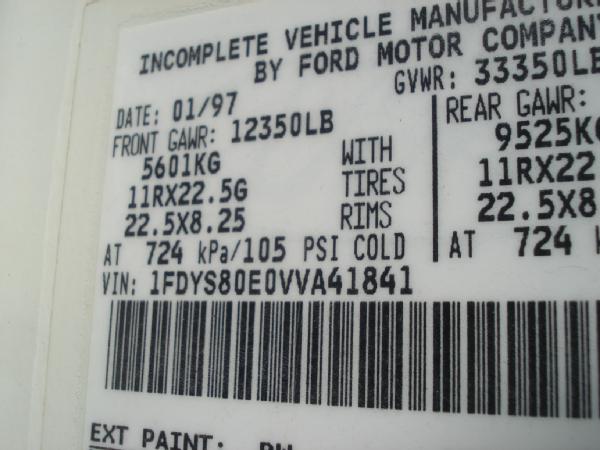 INCOMPLETE VEHICLE MANUFACTUR
BY FORD MOTOR COMPAN
GVWR: 33350LB
DATE: 01/97
FRONT GAWR: 12350LB
5601KG
11RX22.5G
22.5X8.25
WITH
TIRES
RIMS
AT 724 kPa/105 PSI COLD
REAR GAWR:
9525KG
11RX22
22.5X8
AT 724
VIN: 1FDYS80E0VVA41841
EXT PAINT: